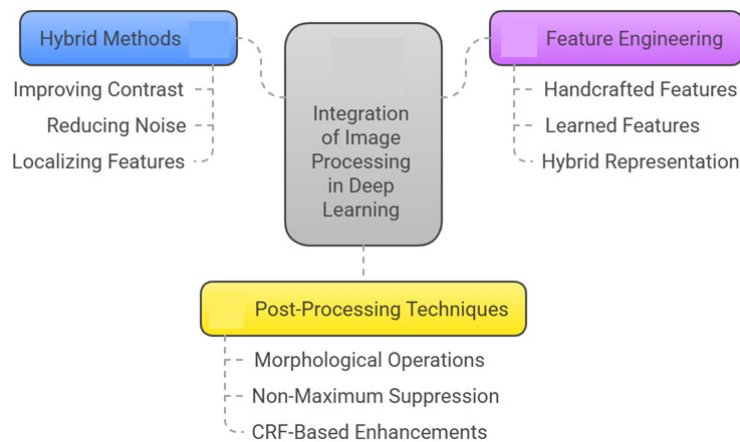 Hybrid Methods
Improving Contrast
Reducing Noise
Localizing Features
Integration
of Image
Processing
in Deep
Learning
Feature Engineering
Handcrafted Features
Learned Features
Hybrid Representation
Post-Processing Techniques
Morphological Operations
Non-Maximum Suppression
CRF-Based Enhancements